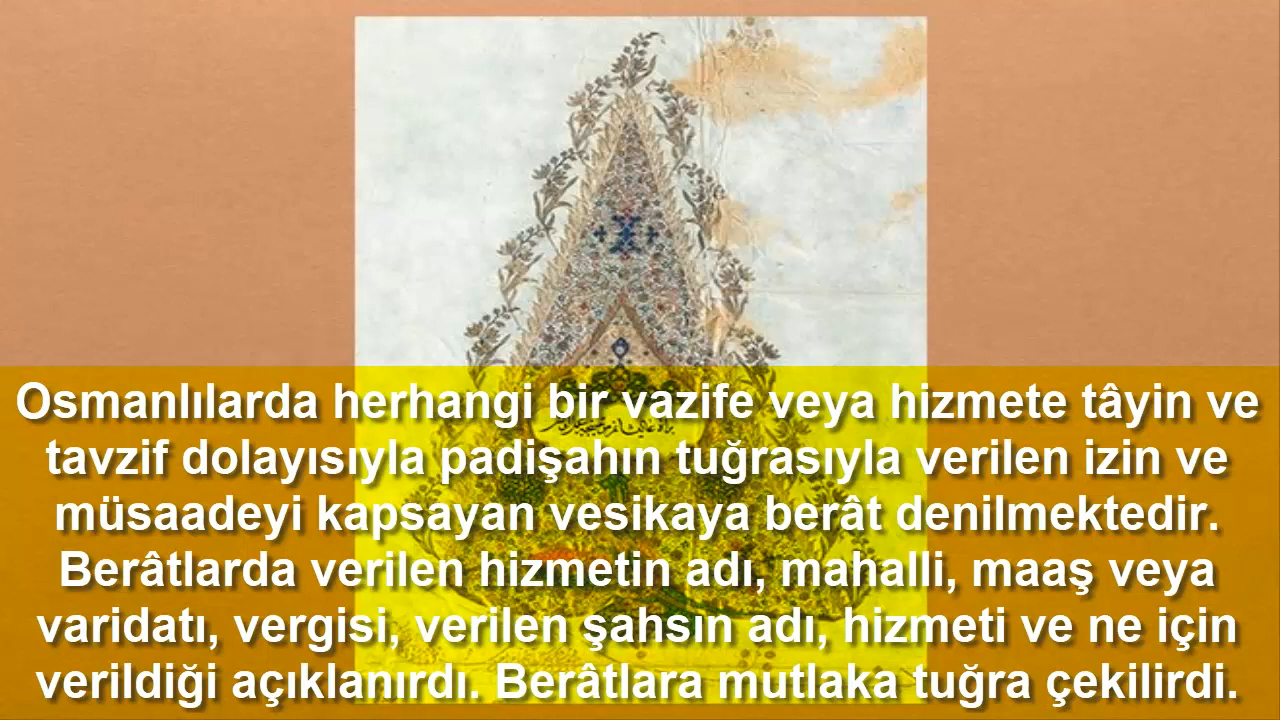 Osmanlılarda herhangi bir vazife veya hizmete tâyin ve
tavzif dolayısıyla padişahın tuğrasıyla verilen izin ve
müsaadeyi kapsayan vesikaya berât denilmektedir.
Berâtlarda verilen hizmetin adı, mahalli, maaş veya
varidatı, vergisi, verilen şahsın adı, hizmeti ve ne için
verildiği açıklanırdı. Berâtlara mutlaka tuğra çekilirdi.